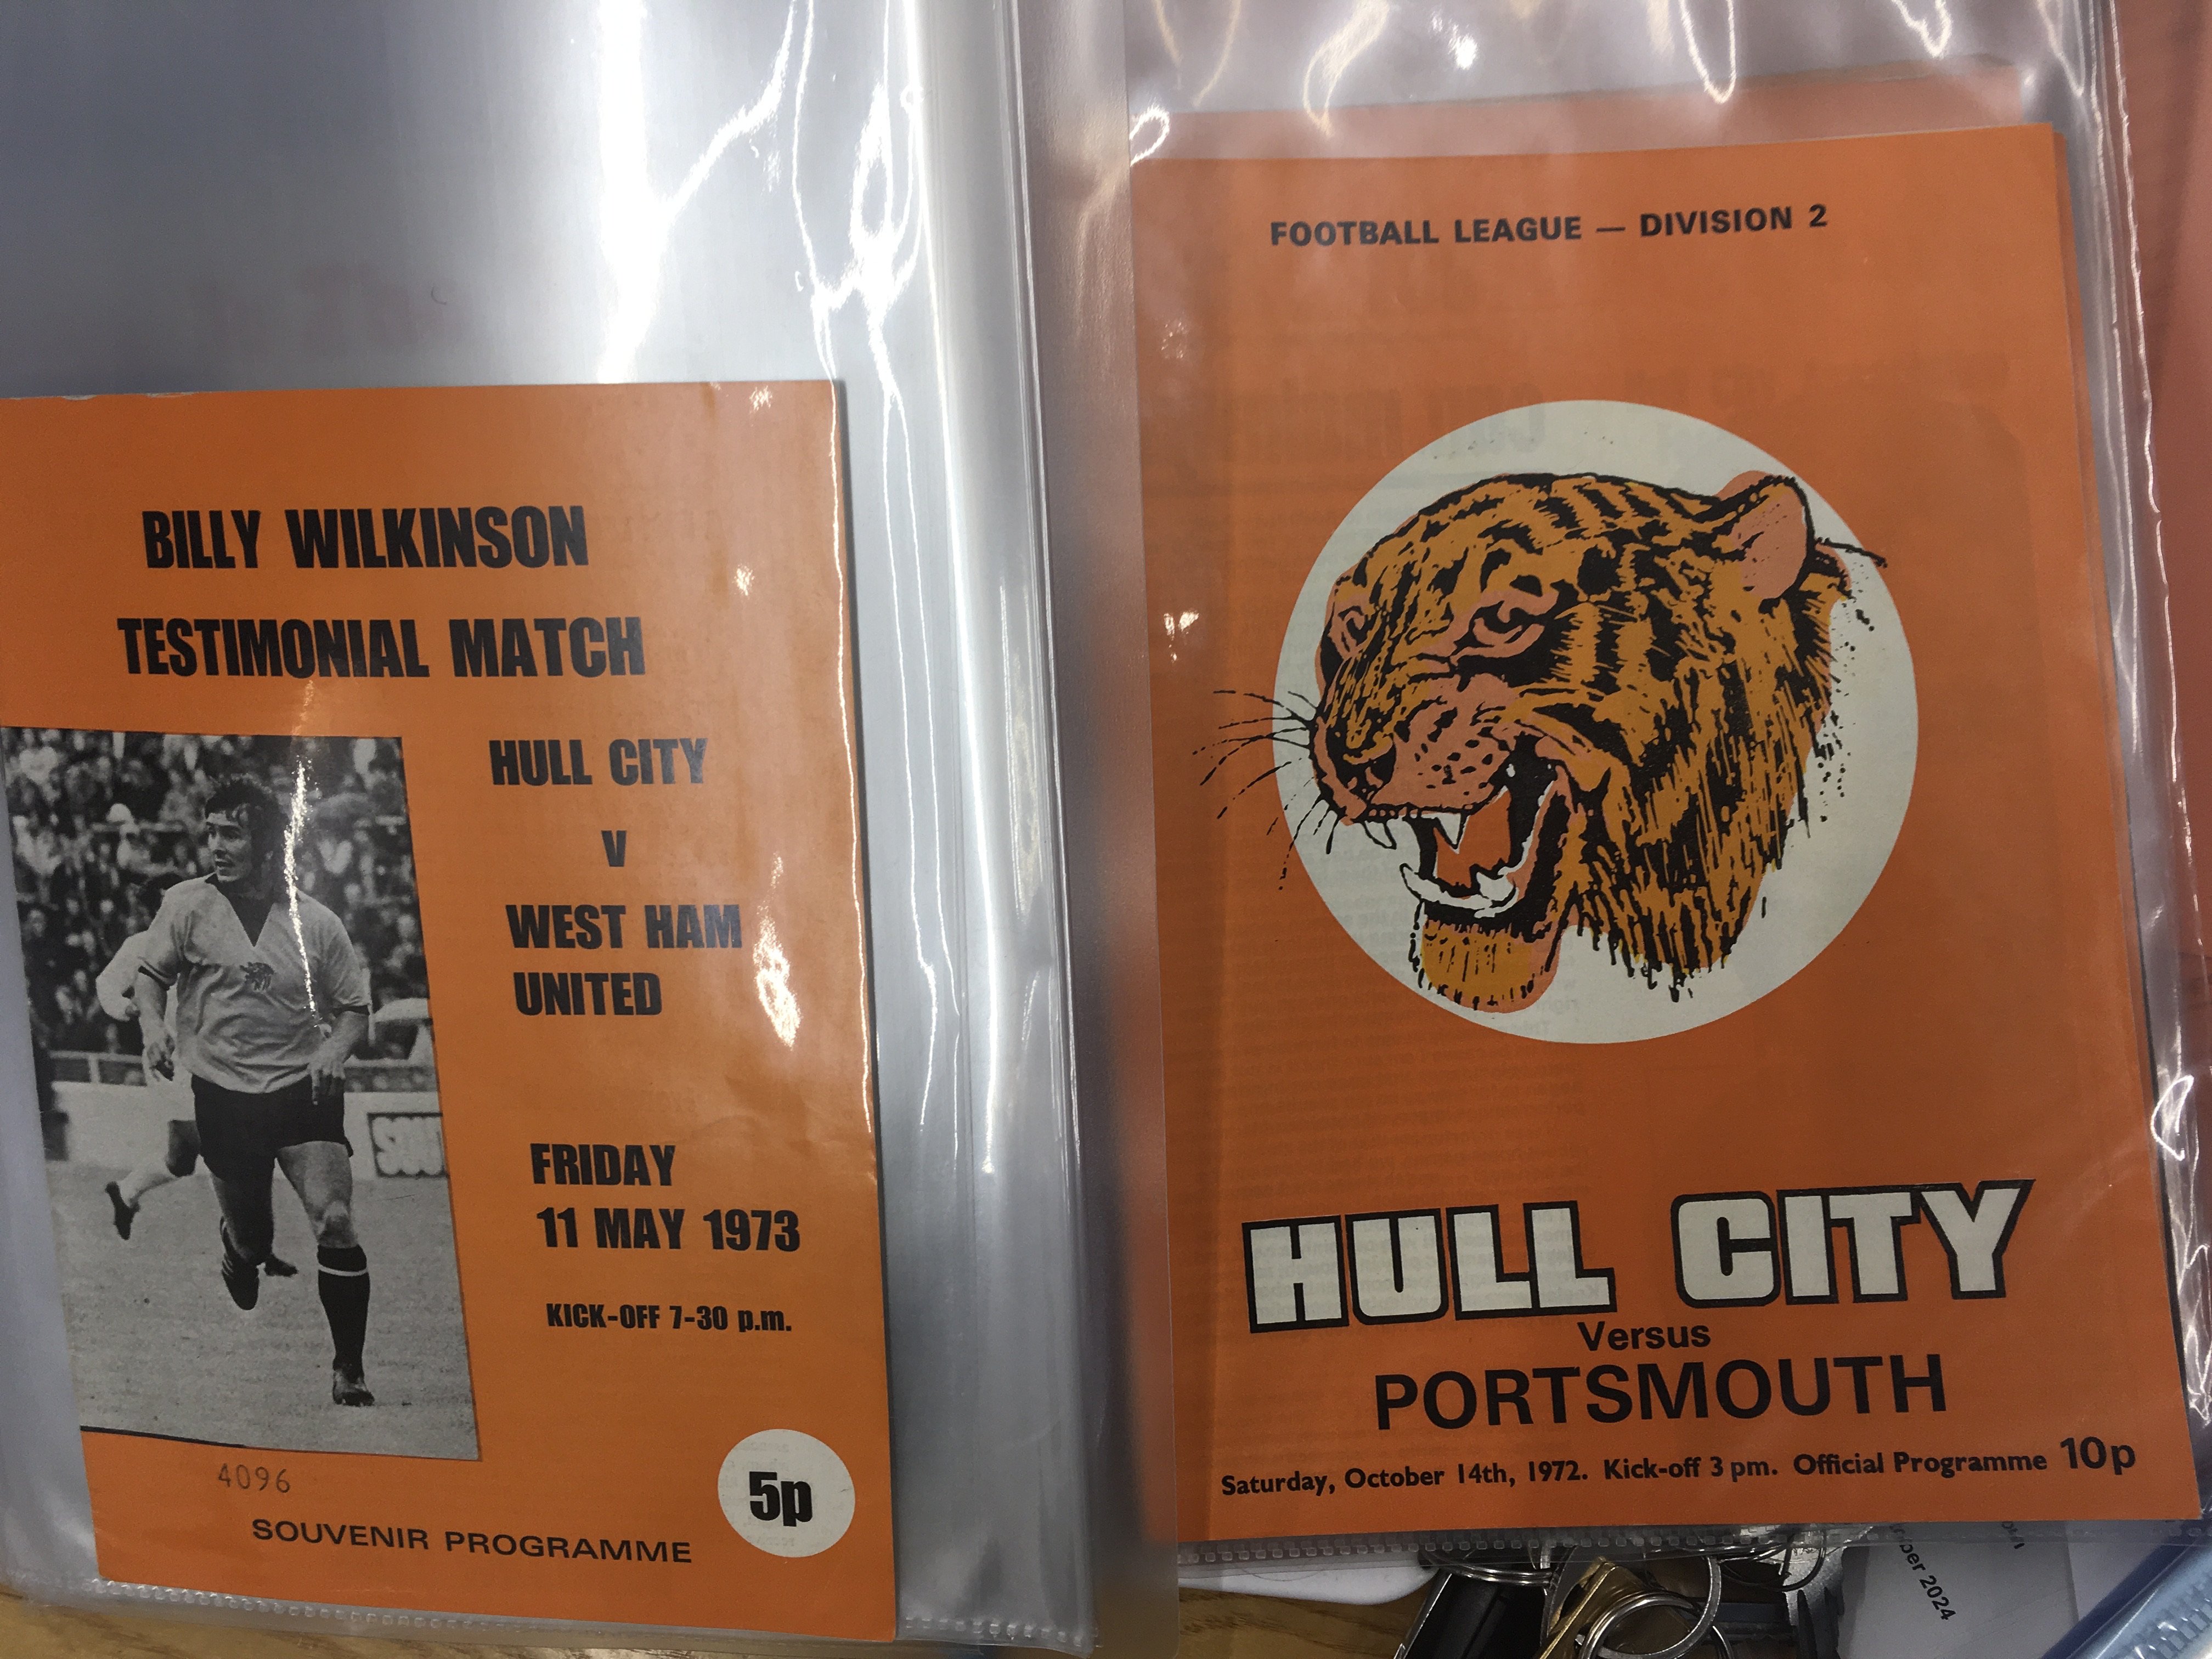 BILLY WILKINSON
TESTIMONIAL MATCH
HULL CITY
v
WEST HAM
UNITED
FRIDAY
11 MAY 1973
KICK-OFF 7-30 p.m.
4096
5p
SOUVENIR PROGRAMME
FOOTBALL LEAGUE — DIVISION 2
HULL CITY
Versus
PORTSMOUTH
Saturday, October 14th, 1972. Kick-off 3 pm. Official Programme 10p
2024